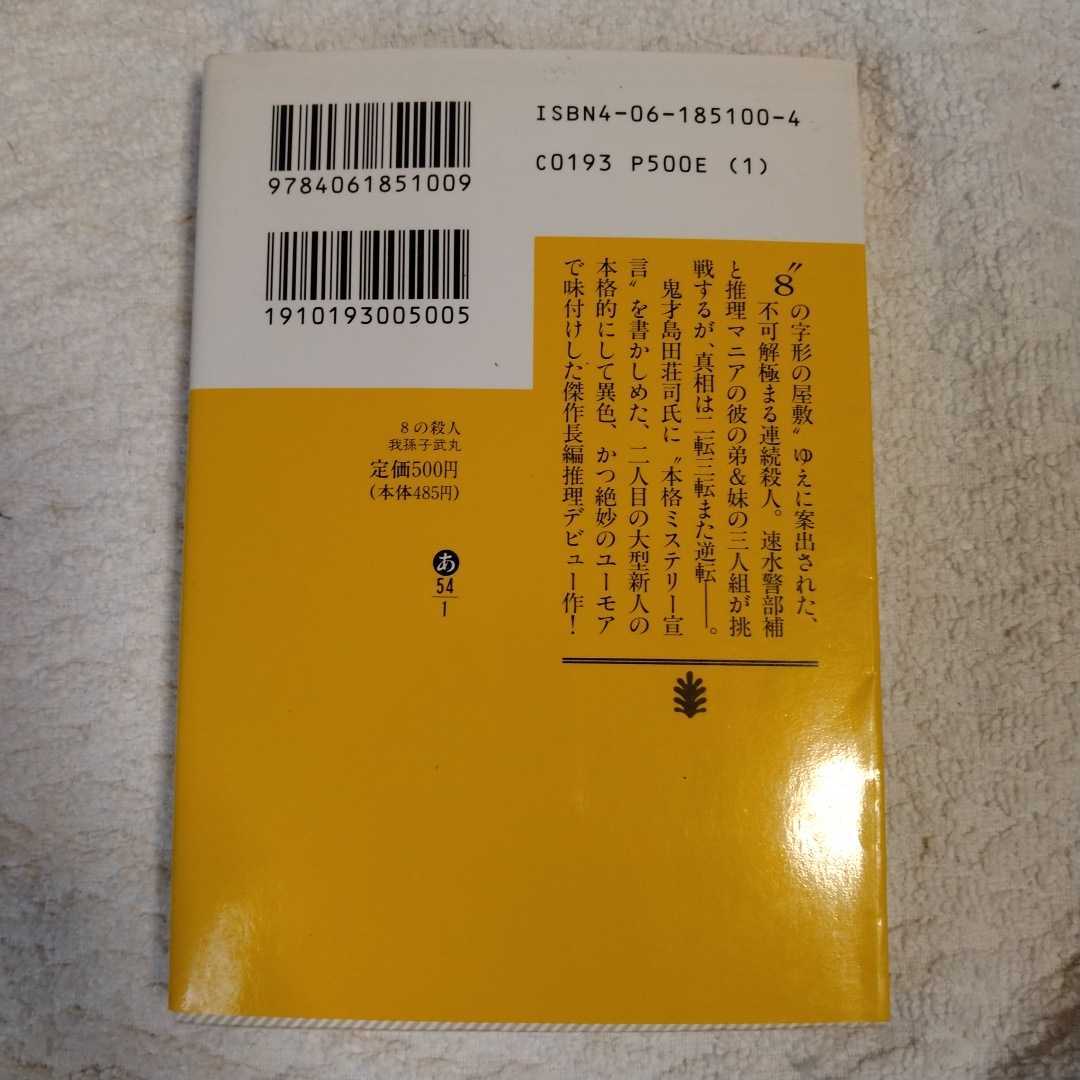 ISBN4-06-185100-4
C0193 P500E (1)
9784061851009
1910193005005
〝8の字形の屋敷〟ゆえに案出された、
不可解極まる連続殺人。速水警部補
と推理マニアの彼の弟&妹の三人組が挑
戦するが、真相は二転三転また逆転――。
鬼才島田荘司氏に〝本格ミステリー宣
言〟を書かしめた、二人目の大型新人の
本格的にして異色、かつ絶妙のユーモア
で味付けした傑作長編推理デビュー作!
8の殺人
我孫子武丸
定価500円
(本体485円)
あ
54
1